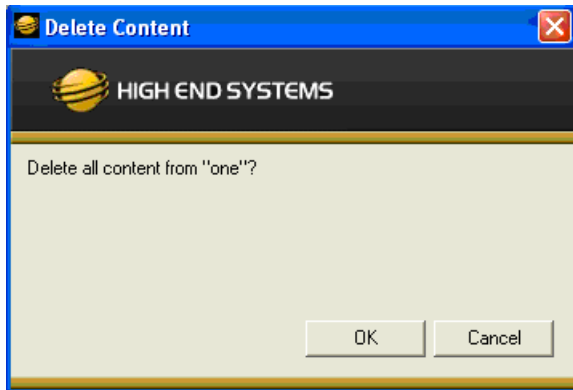 Delete Content
HIGH END SYSTEMS
Delete all content from "one"?
OK
Cancel